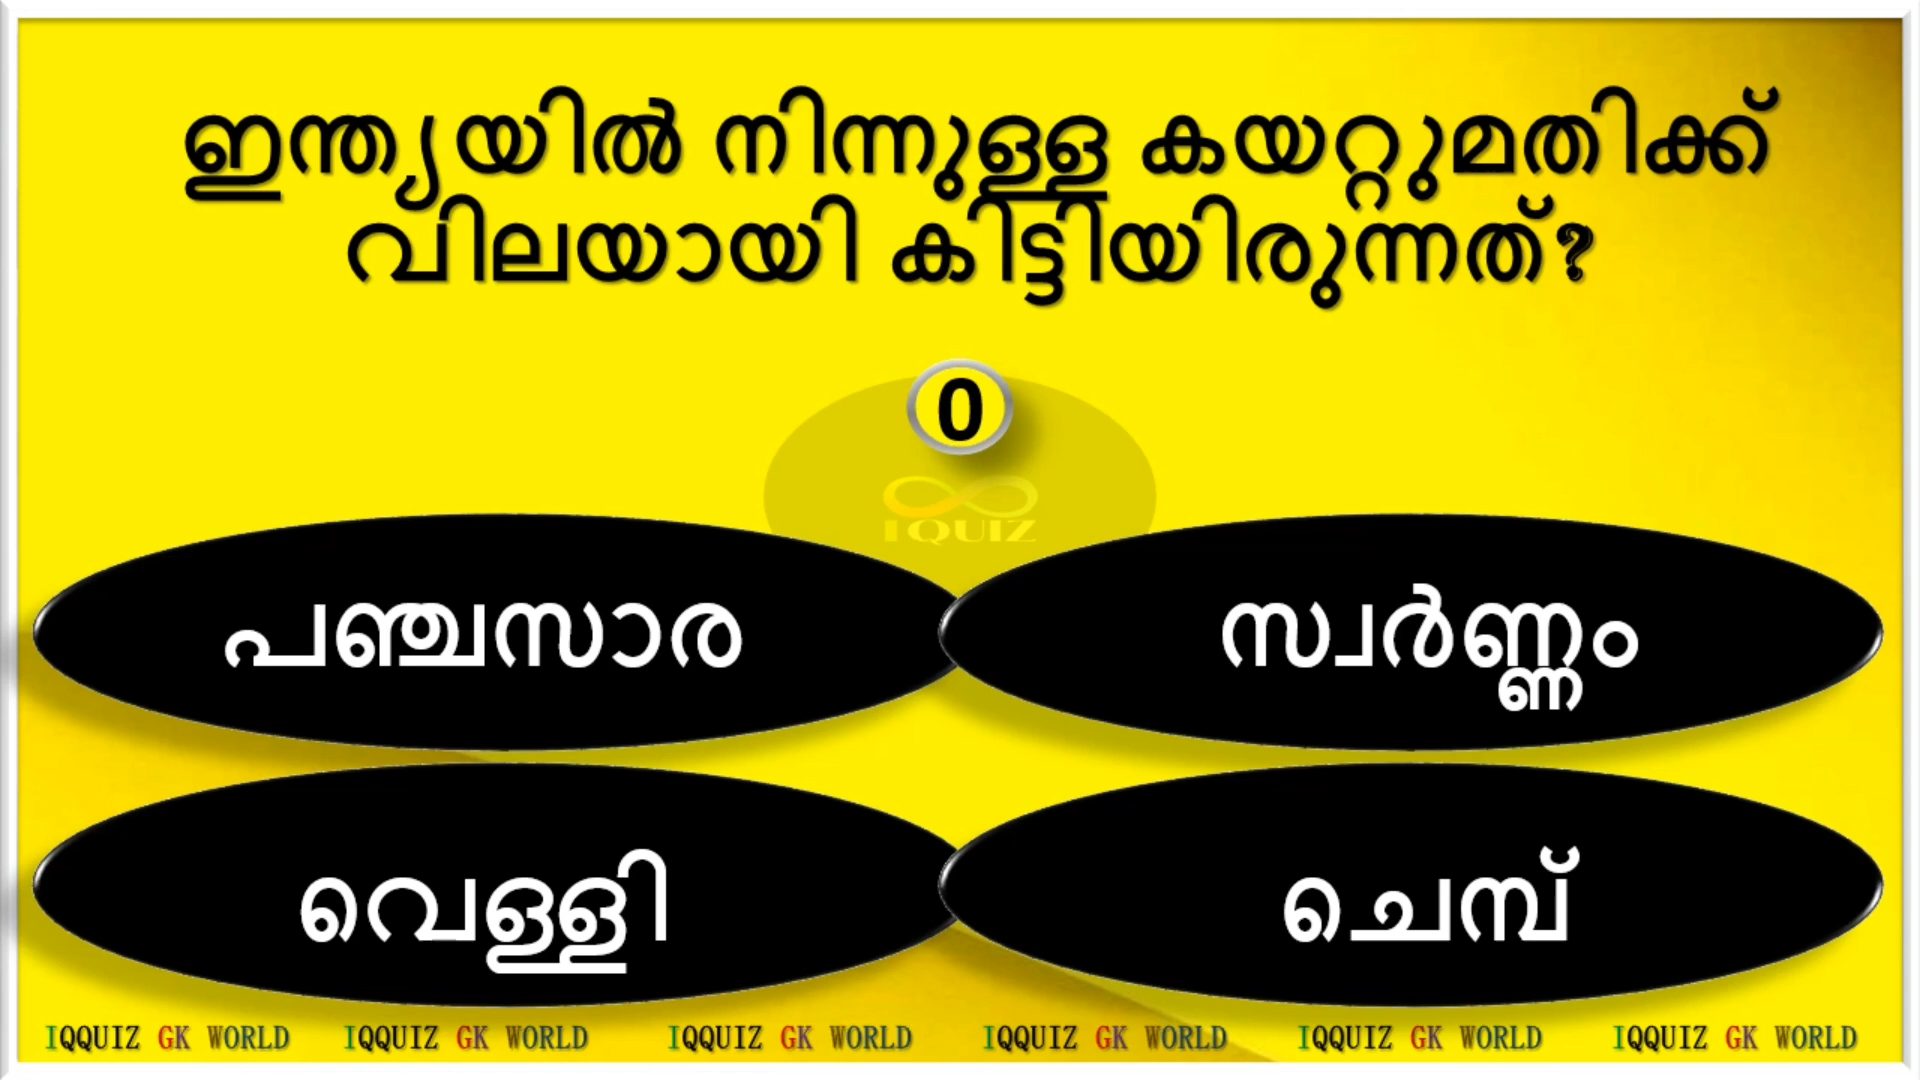 ഇന്ത്യയിൽ നിന്നുള്ള കയറ്റുമതിക്ക്
വിലയായി കിട്ടിയിരുന്നത്?
0
I QUIZ
പഞ്ചസാര
സ്വർണ്ണം
വെള്ളി
ചെമ്പ്
IQQUIZ GK WORLD IQQUIZ GK WORLD IQQUIZ GK WORLD IQQUIZ GK WORLD IQQUIZ GK WORLD IQQUIZ GK WORLD